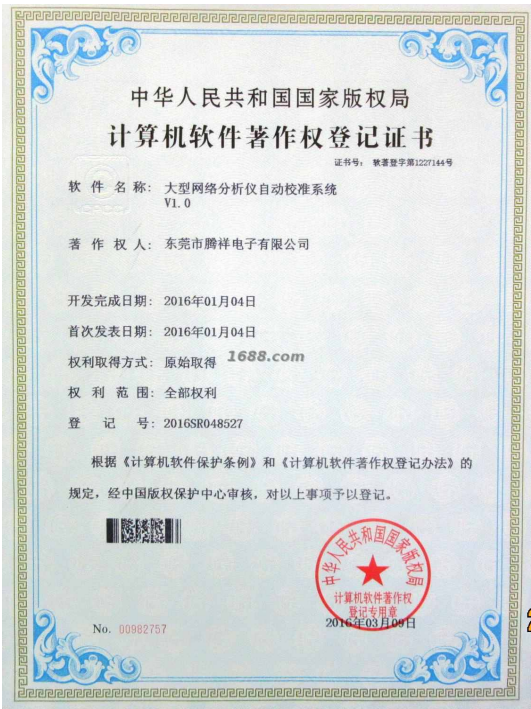 中华人民共和国国家版权局
计算机软件著作权登记证书
证书号： 软著登字第1227144号
软件名称： 大型网络分析仪自动校准系统
V1.0
著作权人： 东莞市腾祥电子有限公司
开发完成日期： 2016年01月04日
首次发表日期： 2016年01月04日
权利取得方式： 原始取得
1688.com
权利范围： 全部权利
登记号： 2016SR048527
根据《计算机软件保护条例》和《计算机软件著作权登记办法》的
规定，经中国版权保护中心审核，对以上事项予以登记。
中华人民共和国国家版权局
计算机软件著作权
登记专用章
2016年03月09日
No. 00982757